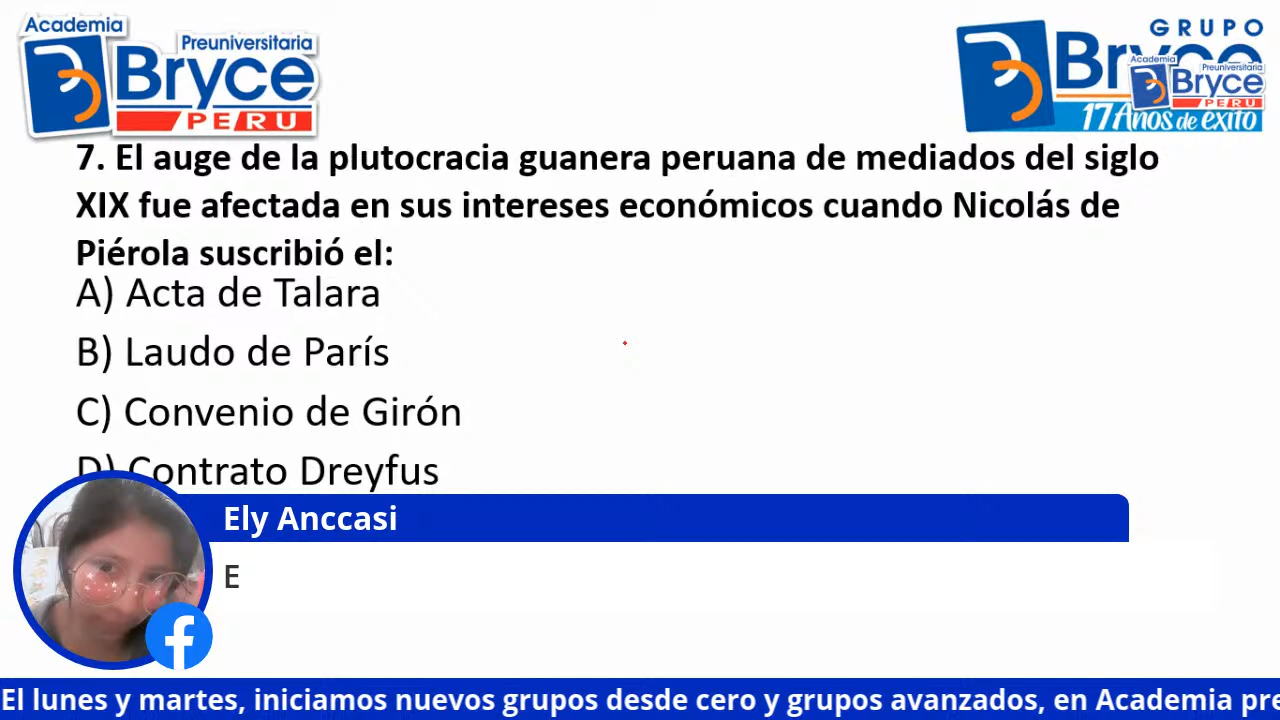 Academia
Preuniversitaria
Bryce
PERU
GRUPO
Bryce
Academia
Preuniversitaria
Bryce
PERU
17 Años de éxito
7. El auge de la plutocracia guanera peruana de mediados del siglo
XIX fue afectada en sus intereses económicos cuando Nicolás de
Piérola suscribió el:
A) Acta de Talara
B) Laudo de París
C) Convenio de Girón
D) Contrato Dreyfus
Ely Anccasi
E
El lunes y martes, iniciamos nuevos grupos desde cero y grupos avanzados, en Academia pre